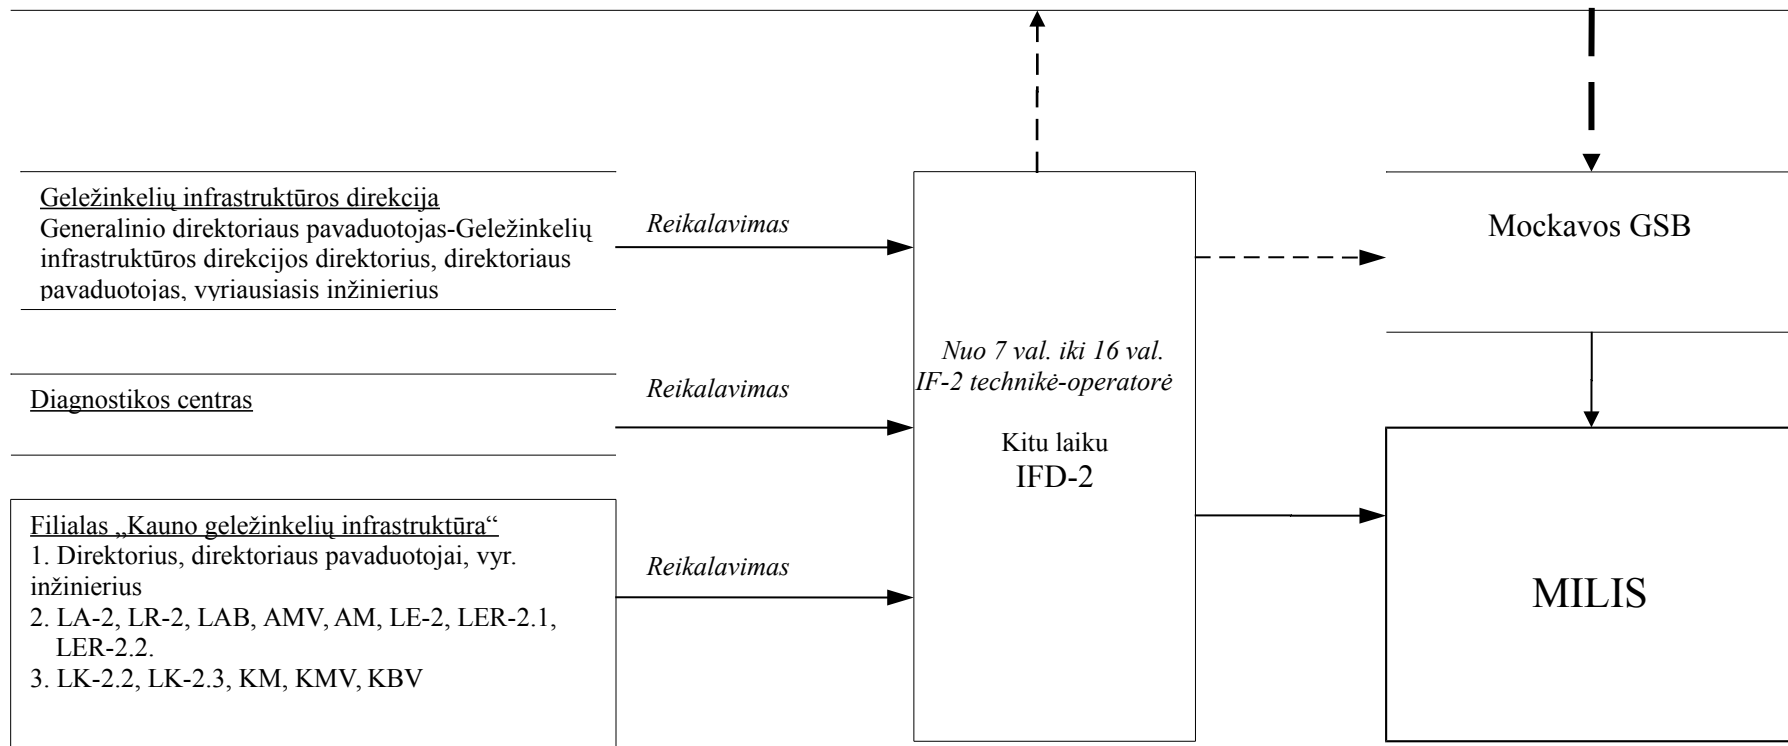 Geležinkelių infrastruktūros direkcija
Generalinio direktoriaus pavaduotojas-Geležinkelių
infrastruktūros direkcijos direktorius, direktoriaus
pavaduotojas, vyriausiasis inžinierius
Reikalavimas
Diagnostikos centras
Reikalavimas
Filialas „Kauno geležinkelių infrastruktūra“
1. Direktorius, direktoriaus pavaduotojai, vyr.
inžinierius
2. LA-2, LR-2, LAB, AMV, AM, LE-2, LER-2.1,
LER-2.2.
3. LK-2.2, LK-2.3, KM, KMV, KBV
Reikalavimas
Nuo 7 val. iki 16 val.
IF-2 technikė-operatorė
Kitu laiku
IFD-2
Mockavos GSB
MILIS